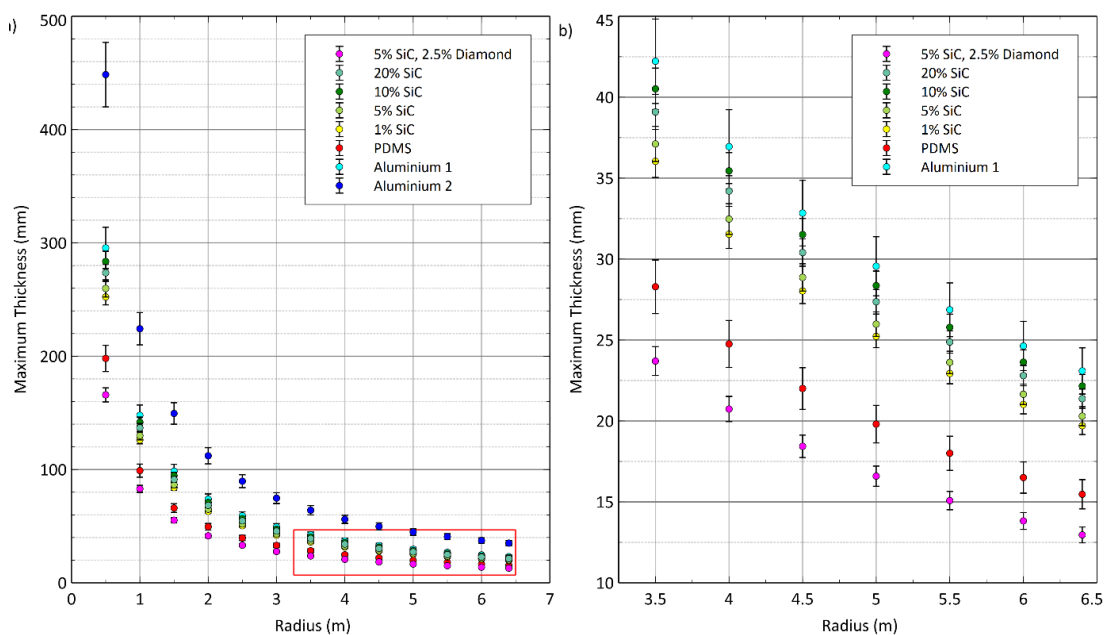 a)
500
400
300
200
100
0
0 1 2 3 4 5 6 7
Maximum Thickness (mm)
Radius (m)
5% SiC, 2.5% Diamond
20% SiC
10% SiC
5% SiC
1% SiC
PDMS
Aluminium 1
Aluminium 2
b)
45
40
35
30
25
20
15
10
3.5 4 4.5 5 5.5 6 6.5
Maximum Thickness (mm)
Radius (m)
5% SiC, 2.5% Diamond
20% SiC
10% SiC
5% SiC
1% SiC
PDMS
Aluminium 1